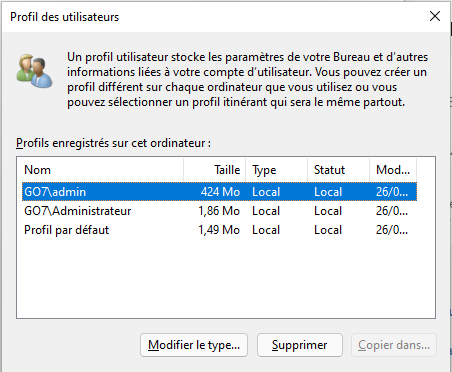 Profil des utilisateurs
Un profil utilisateur stocke les paramètres de votre Bureau et d'autres
informations liées à votre compte d'utilisateur. Vous pouvez créer un
profil différent sur chaque ordinateur que vous utilisez ou vous
pouvez sélectionner un profil itinérant qui sera le même partout.
Profils enregistrés sur cet ordinateur :
Nom Taille Type Statut Mod...
GO7\admin 424 Mo Local Local 26/0...
GO7\Administrateur 1,86 Mo Local Local 26/0...
Profil par défaut 1,49 Mo Local Local 26/0...
Modifier le type... Supprimer Copier dans...